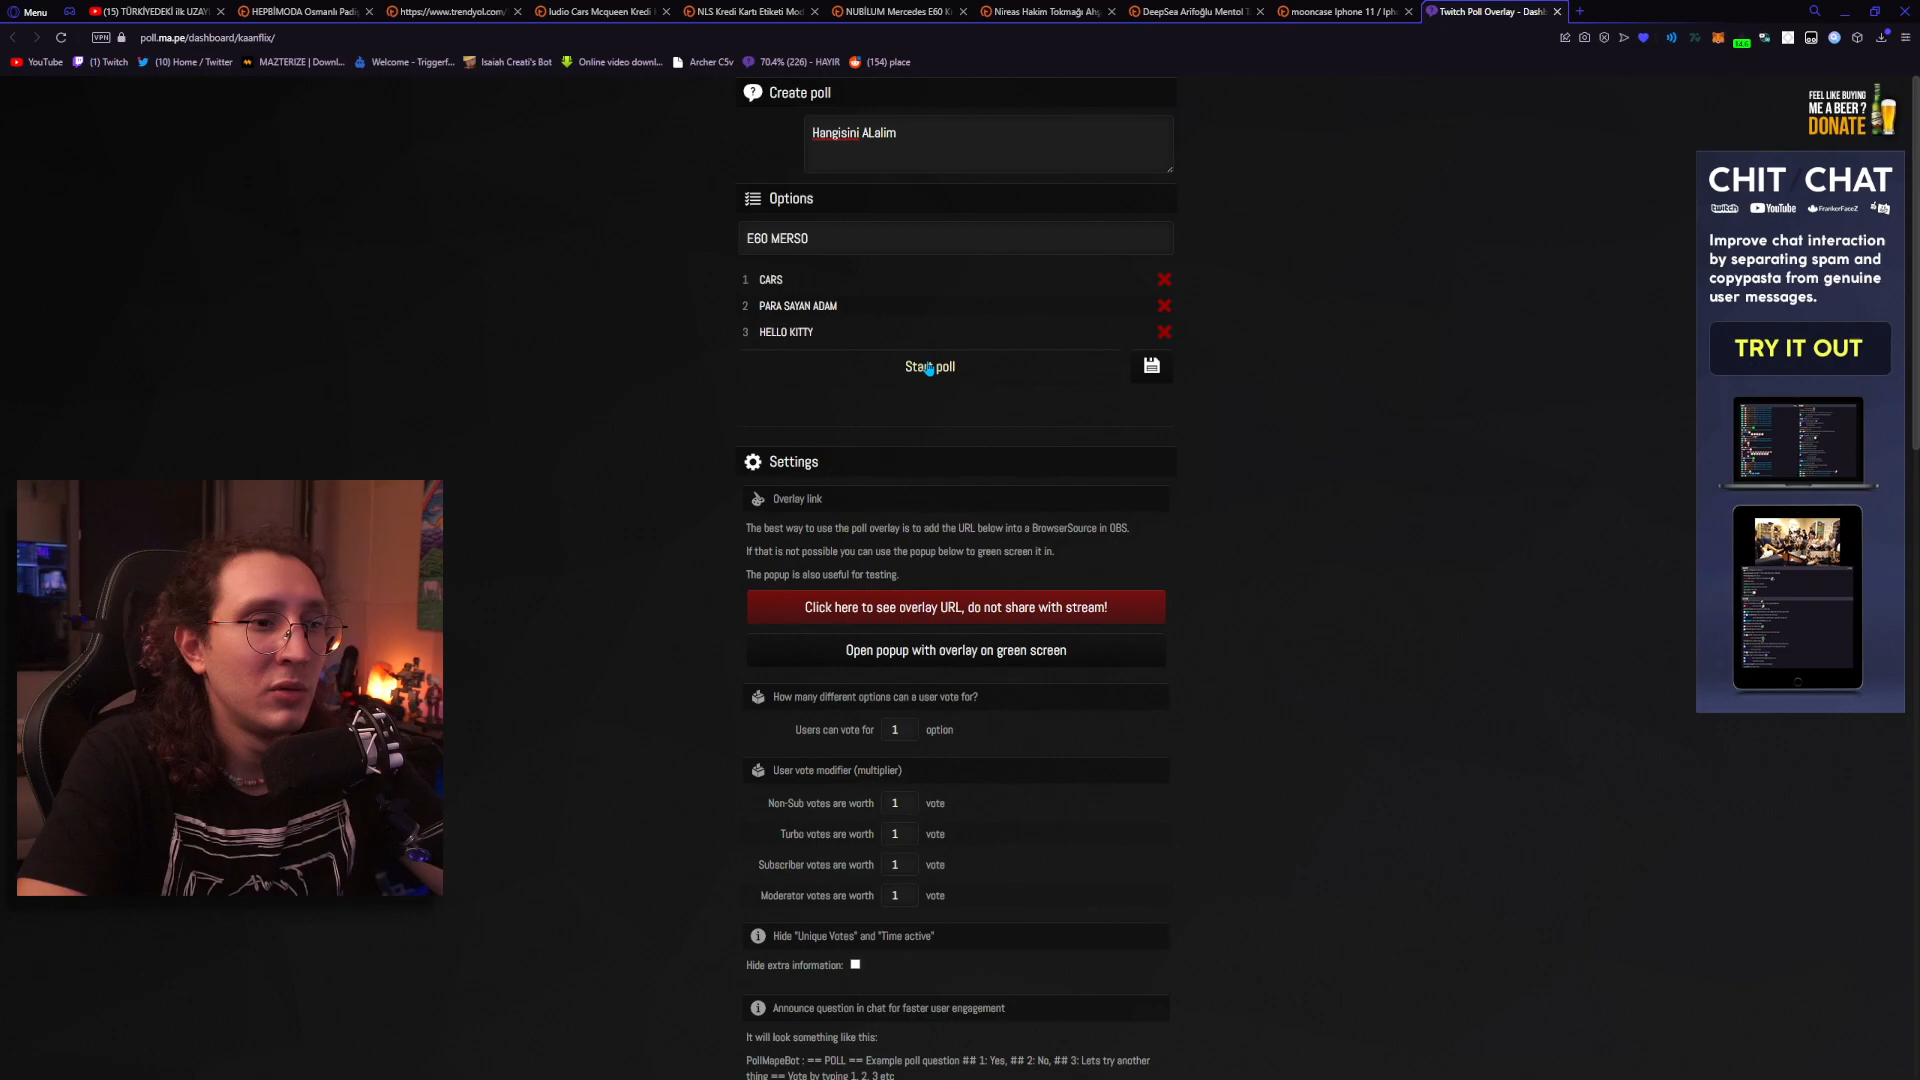 Menu
(15) TÜRKİYEDEKİ ilk UZAYI
HEPBİMODA Osmanlı Padiş
https://www.trendyol.com/
ludio Cars Mcqueen Kredi
NLS Kredi Kartı Etiketi Mod
NUBİLUM Mercedes E60 K
Nireas Hakim Tokmağı Ahş
DeepSea Arifoğlu Mentol T
mooncase Iphone 11 / Iph
Twitch Poll Overlay - Dashb
VPN
poll.ma.pe/dashboard/kaanflix/
YouTube
(1) Twitch
(10) Home / Twitter
MAZTERIZE | Downl...
Welcome - Triggerf...
Isaiah Creati's Bot
Online video downl...
Archer C5v
70.4% (226) - HAYIR
(154) place
Create poll
Hangisini ALalim
Options
E60 MERSO
1 CARS
2 PARA SAYAN ADAM
3 HELLO KITTY
Start poll
Settings
Overlay link
The best way to use the poll overlay is to add the URL below into a BrowserSource in OBS.
If that is not possible you can use the popup below to green screen it in.
The popup is also useful for testing.
Click here to see overlay URL, do not share with stream!
Open popup with overlay on green screen
How many different options can a user vote for?
Users can vote for 1 option
User vote modifier (multiplier)
Non-Sub votes are worth 1 vote
Turbo votes are worth 1 vote
Subscriber votes are worth 1 vote
Moderator votes are worth 1 vote
Hide "Unique Votes" and "Time active"
Hide extra information:
Announce question in chat for faster user engagement
It will look something like this:
PollMapeBot : == POLL == Example poll question ## 1: Yes, ## 2: No, ## 3: Lets try another
thing == Vote by typing 1, 2, 3 etc
FEEL LIKE BUYING
ME A BEER ?
DONATE
CHIT / CHAT
twitch YouTube FrankerFaceZ
Improve chat interaction
by separating spam and
copypasta from genuine
user messages.
TRY IT OUT